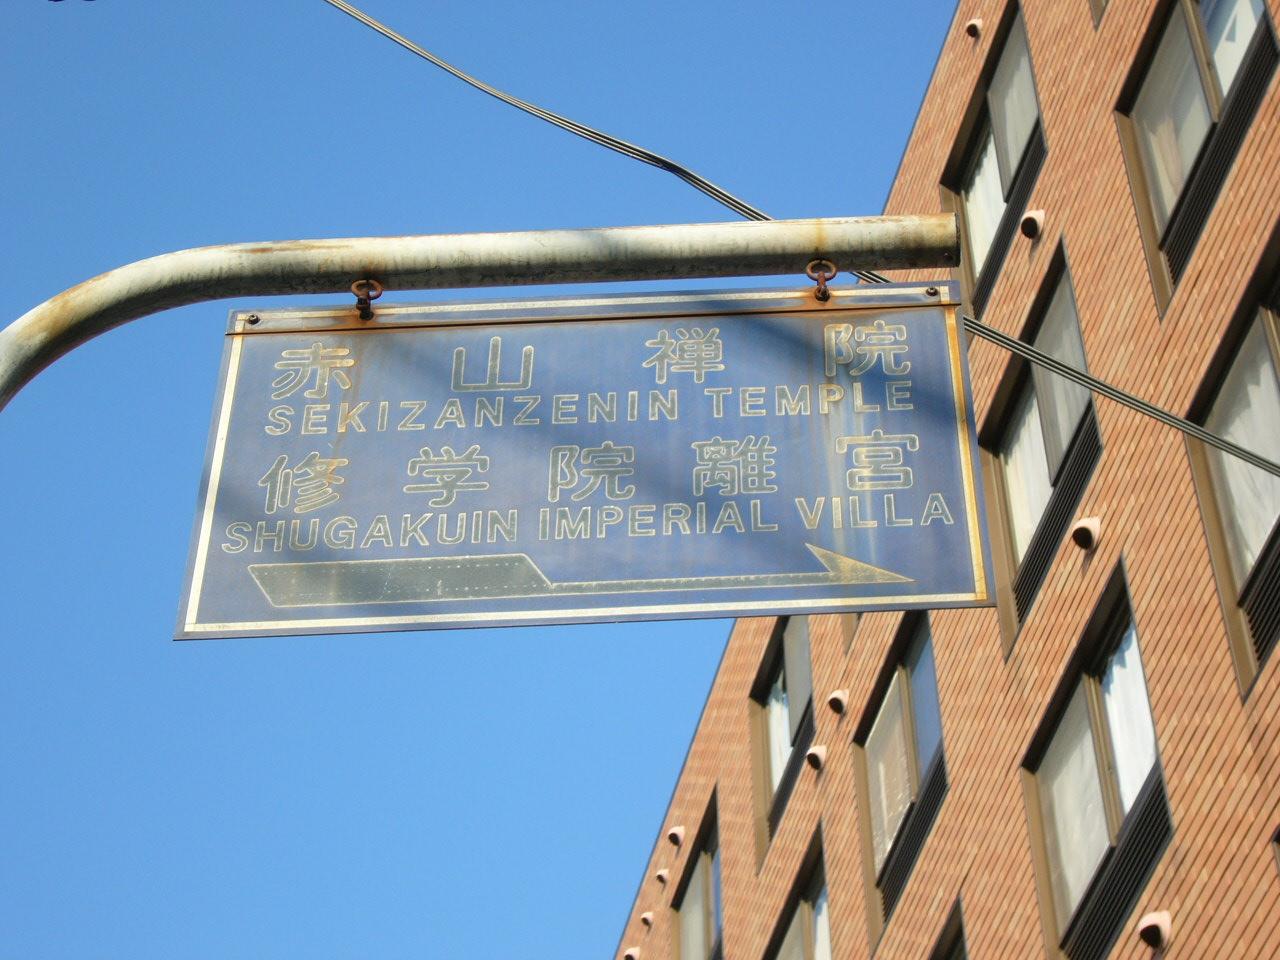 赤山禅院
SEKIZANZENIN TEMPLE
修学院離宮
SHUGAKUIN IMPERIAL VILLA